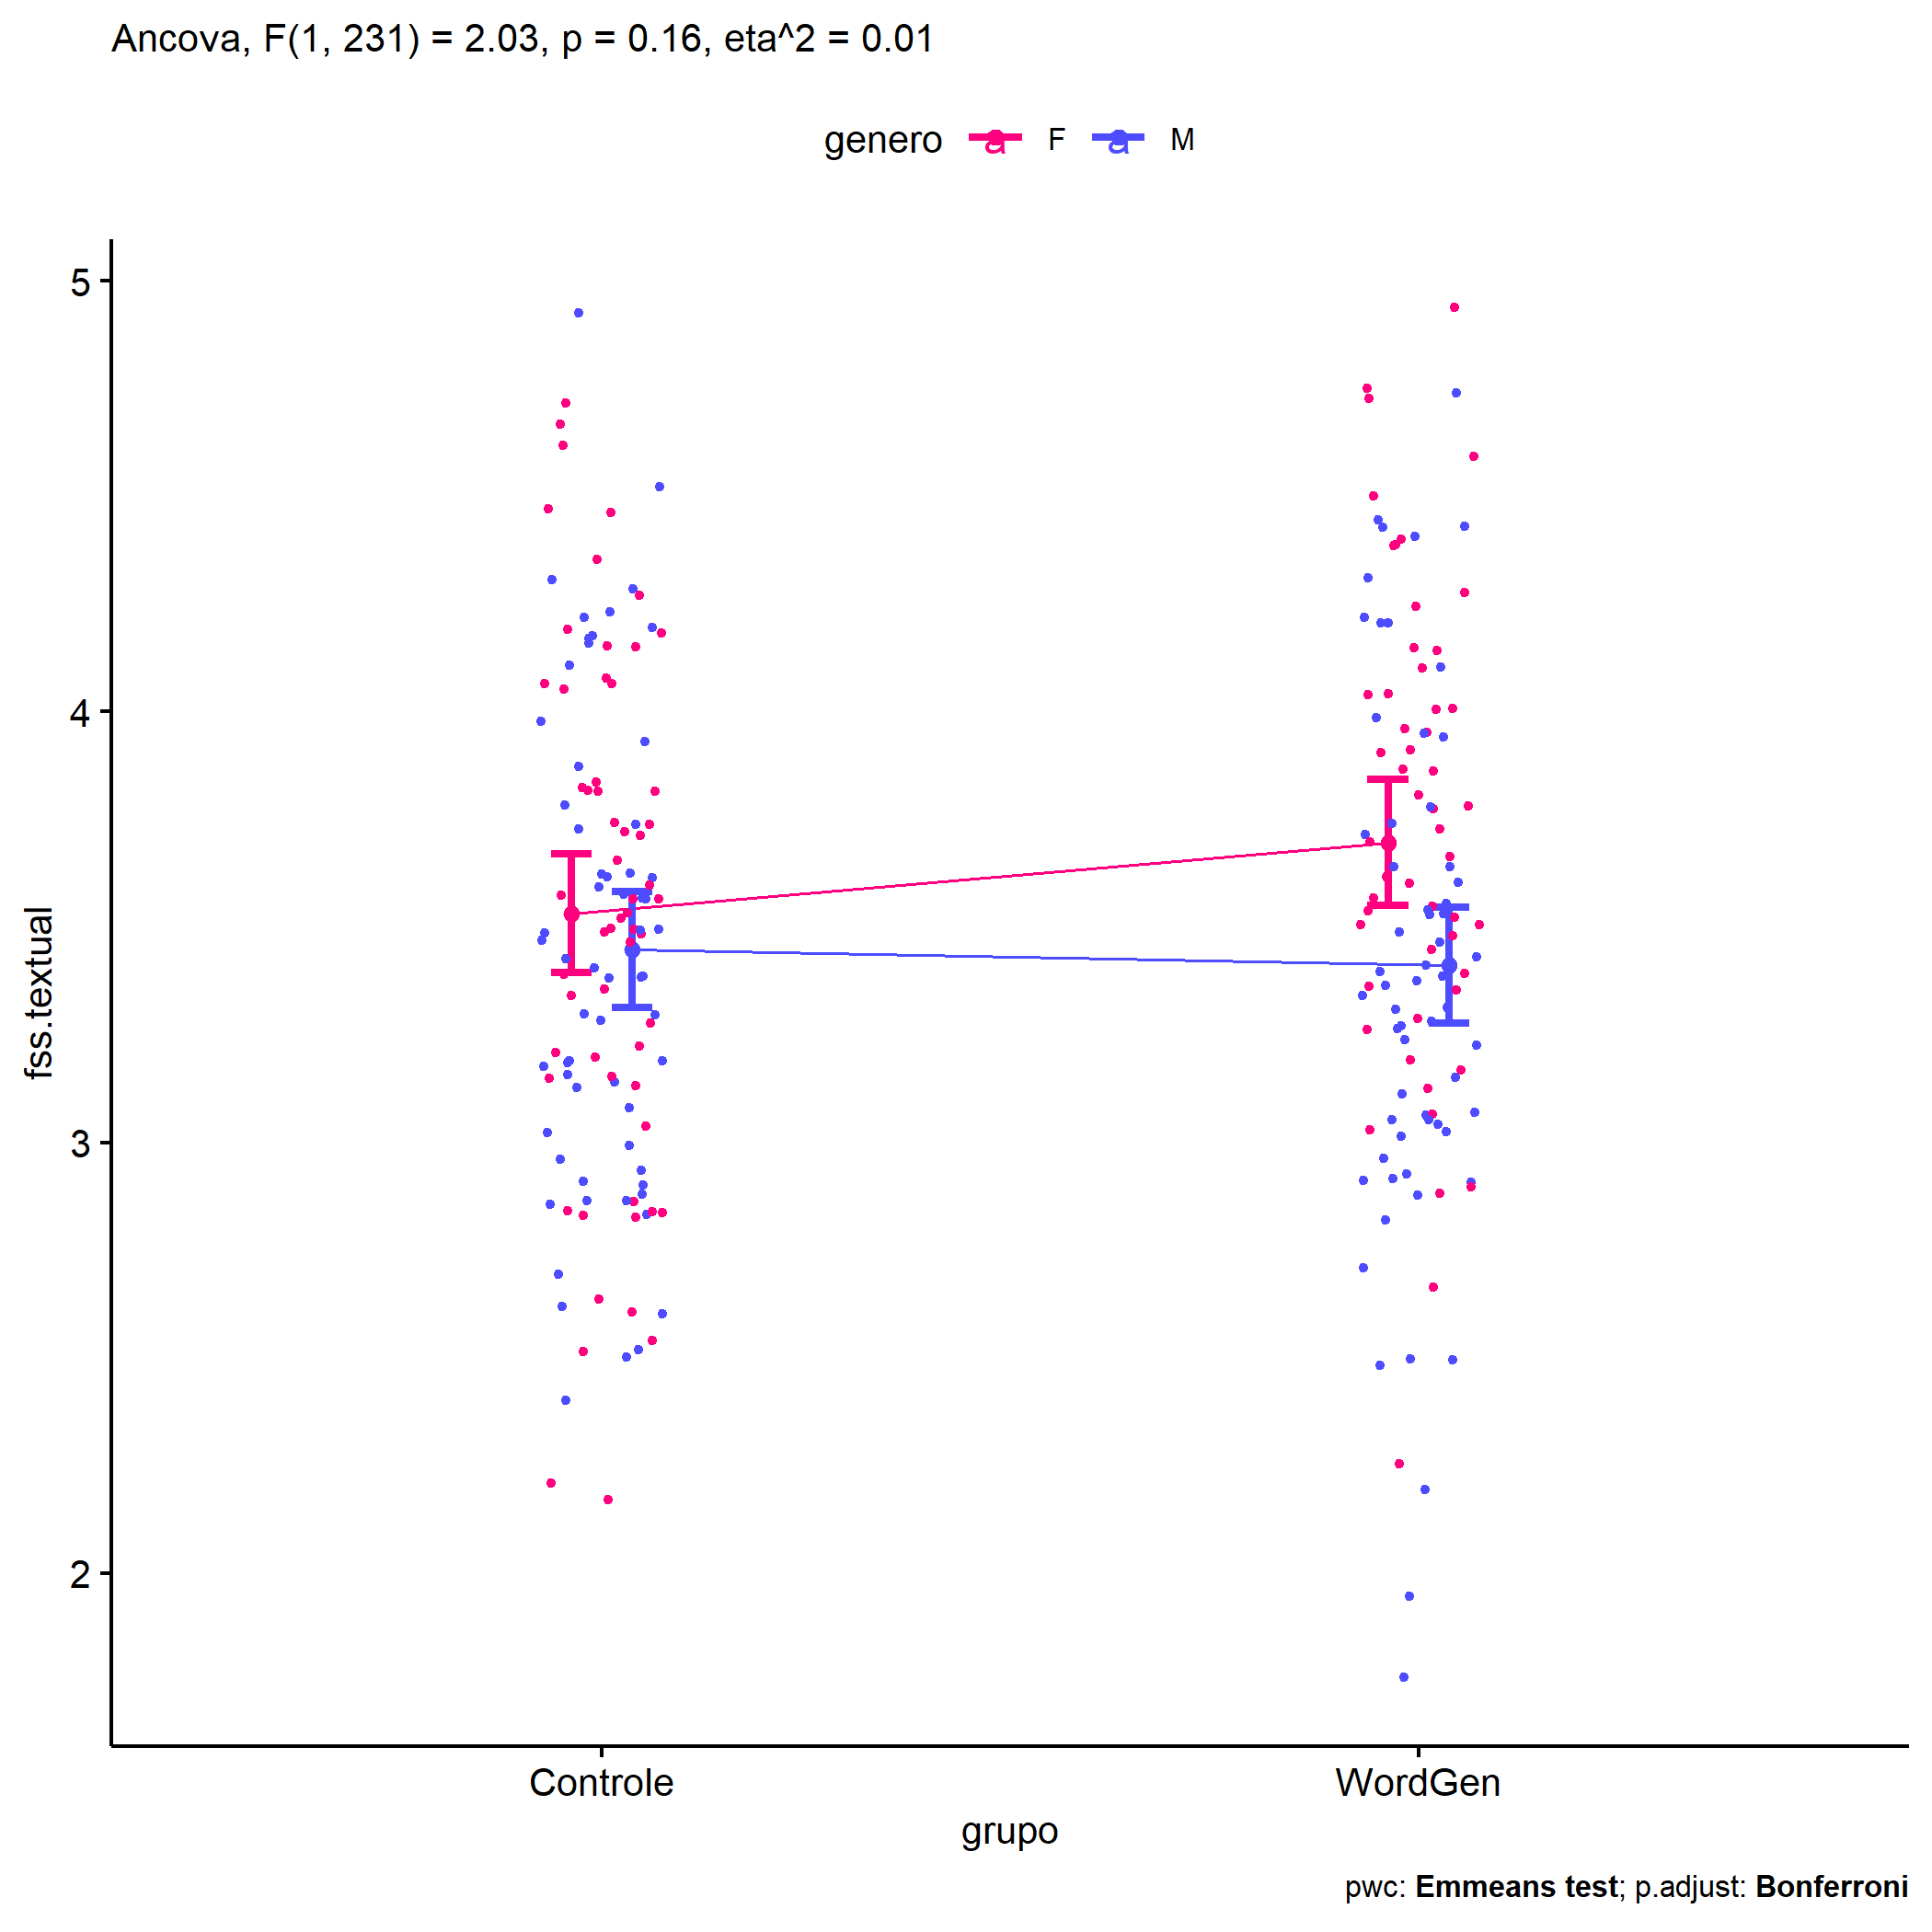 Ancova, F(1, 231) = 2.03, p = 0.16, eta^2 = 0.01
genero a F a M
5
4
3
2
fss.textual
Controle WordGen
grupo
pwc: Emmeans test; p.adjust: Bonferroni